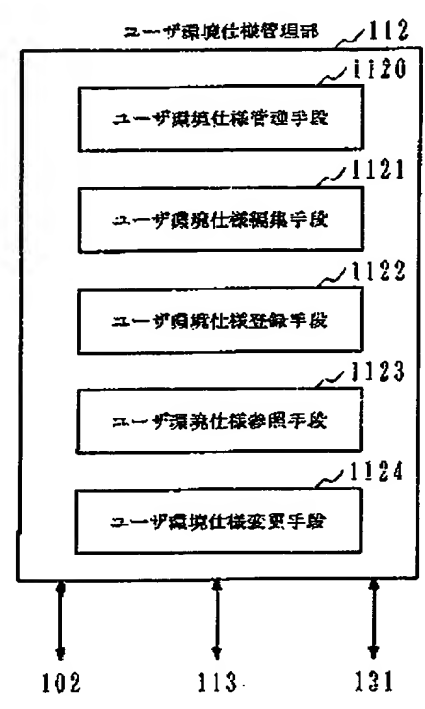 ユーザ環境仕様管理部 112
1120
ユーザ環境仕様管理手段
1121
ユーザ環境仕様編集手段
1122
ユーザ環境仕様登録手段
1123
ユーザ環境仕様参照手段
1124
ユーザ環境仕様変更手段
102 113 131